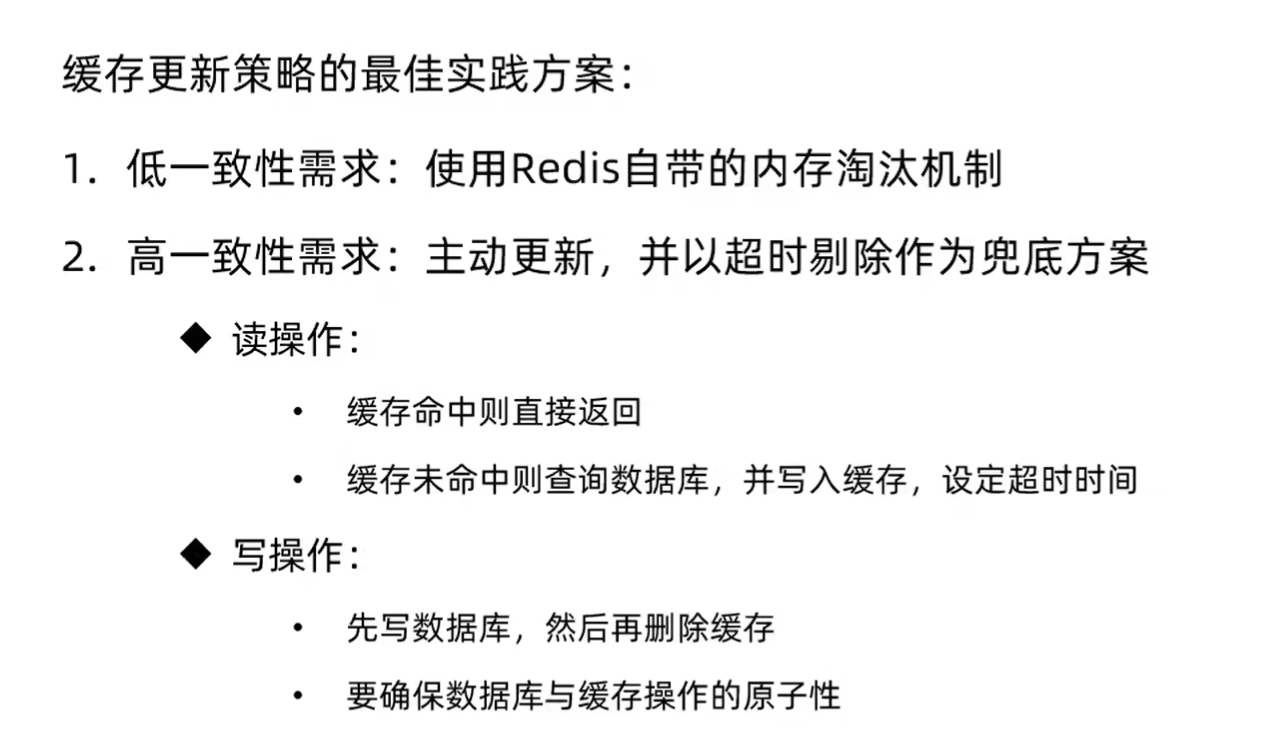 缓存更新策略的最佳实践方案：
1. 低一致性需求：使用Redis自带的内存淘汰机制
2. 高一致性需求：主动更新，并以超时剔除作为兜底方案
◆ 读操作：
• 缓存命中则直接返回
• 缓存未命中则查询数据库，并写入缓存，设定超时时间
◆ 写操作：
• 先写数据库，然后再删除缓存
• 要确保数据库与缓存操作的原子性